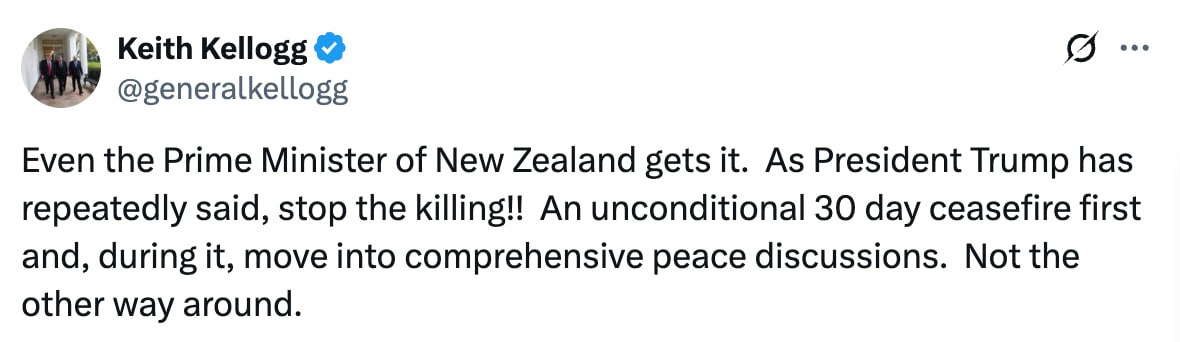 Keith Kellogg
@generalkellogg
Even the Prime Minister of New Zealand gets it.  As President Trump has
repeatedly said, stop the killing!!  An unconditional 30 day ceasefire first
and, during it, move into comprehensive peace discussions.  Not the
other way around.